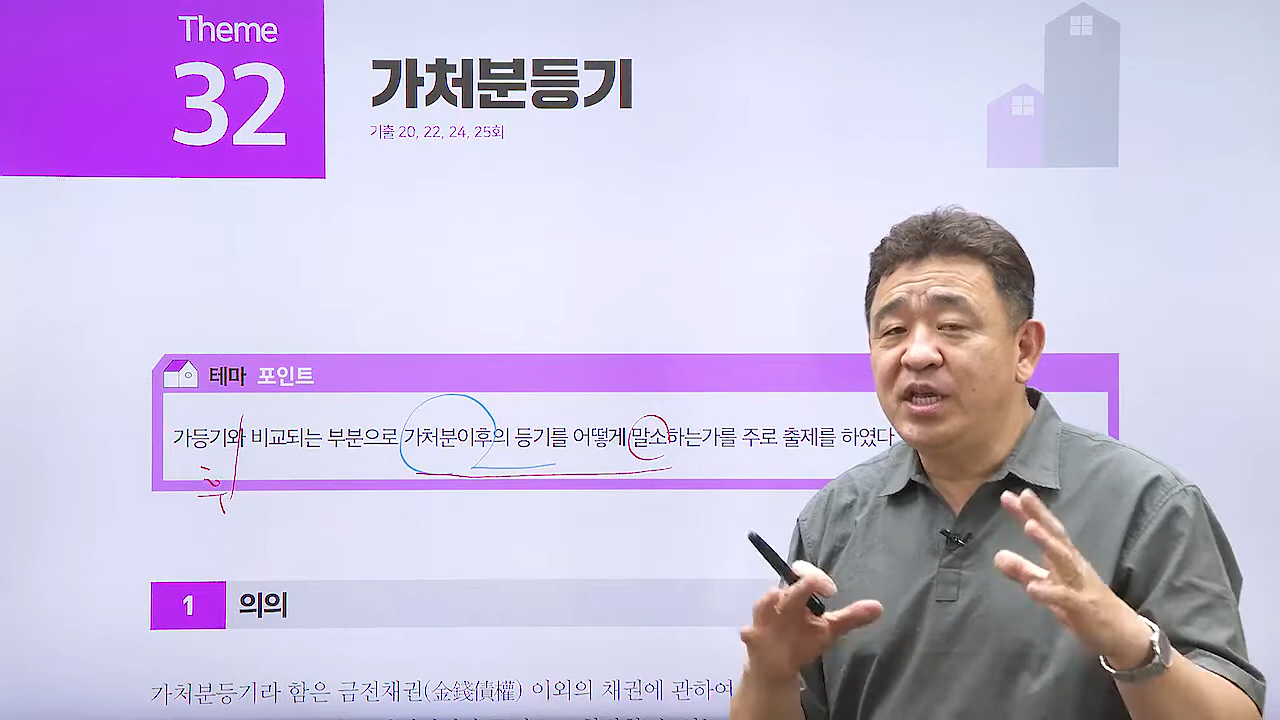 Theme
32
가처분등기
기출 20, 22, 24, 25회
테마 포인트
가등기와 비교되는 부분으로 가처분이후의 등기를 어떻게 말소하는가를 주로 출제를 하였다
후
1 의의
가처분등기라 함은 금전채권(金錢債權) 이외의 채권에 관하여